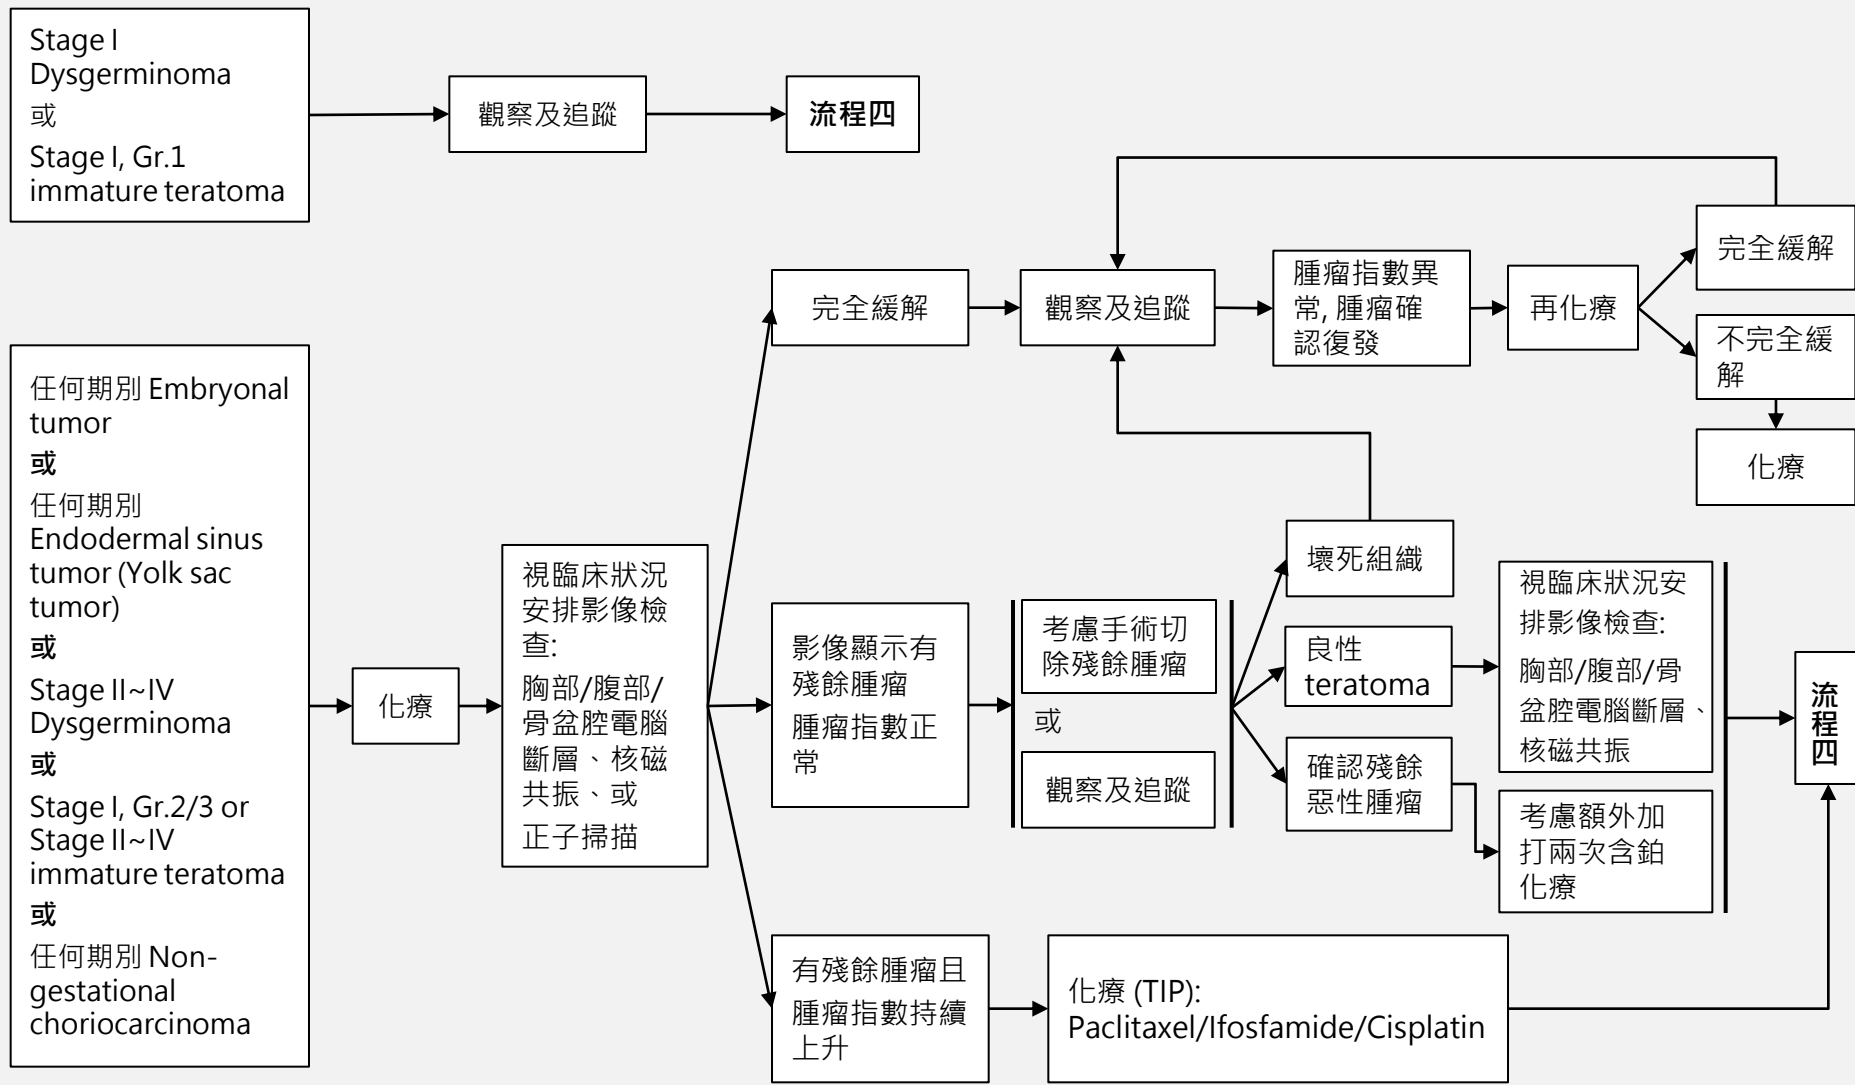 Stage I
Dysgerminoma
或
Stage I, Gr.1
immature teratoma
觀察及追蹤
流程四
任何期別 Embryonal
tumor
或
任何期別
Endodermal sinus
tumor (Yolk sac
tumor)
或
Stage II~IV
Dysgerminoma
或
Stage I, Gr.2/3 or
Stage II~IV
immature teratoma
或
任何期別 Non-
gestational
choriocarcinoma
化療
視臨床狀況
安排影像檢
查:
胸部/腹部/
骨盆腔電腦
斷層、核磁
共振、或
正子掃描
完全緩解
觀察及追蹤
腫瘤指數異
常, 腫瘤確
認復發
再化療
完全緩解
不完全緩
解
化療
影像顯示有
殘餘腫瘤
腫瘤指數正
常
考慮手術切
除殘餘腫瘤
或
觀察及追蹤
壞死組織
良性
teratoma
確認殘餘
惡性腫瘤
視臨床狀況安
排影像檢查:
胸部/腹部/骨
盆腔電腦斷層、
核磁共振
考慮額外加
打兩次含鉑
化療
流程四
有殘餘腫瘤且
腫瘤指數持續
上升
化療 (TIP):
Paclitaxel/Ifosfamide/Cisplatin